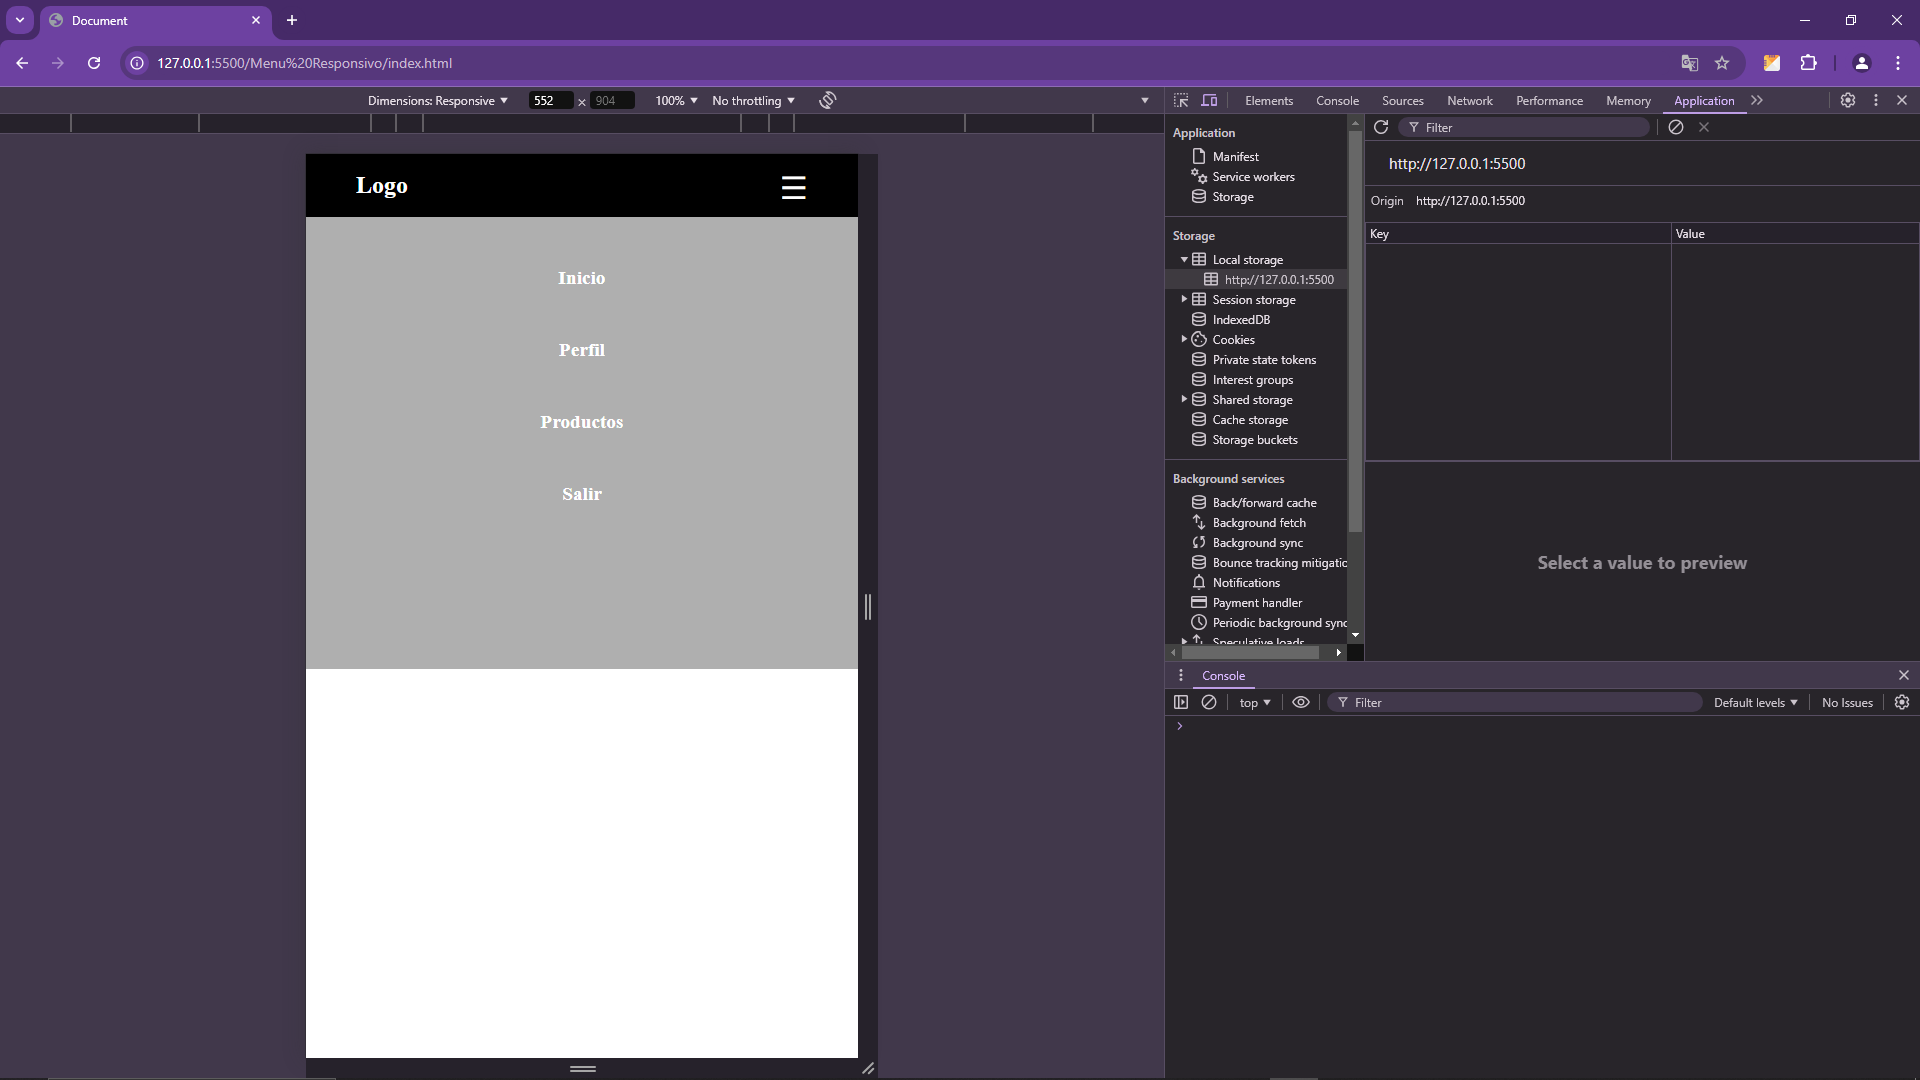 Document
127.0.0.1:5500/Menu%20Responsivo/index.html
Dimensions: Responsive 552 × 904 100% No throttling
Elements Console Sources Network Performance Memory Application
Logo
Inicio
Perfil
Productos
Salir
Application
Manifest
Service workers
Storage
Storage
Local storage
http://127.0.0.1:5500
Session storage
IndexedDB
Cookies
Private state tokens
Interest groups
Shared storage
Cache storage
Storage buckets
Background services
Back/forward cache
Background fetch
Background sync
Bounce tracking mitigatio
Notifications
Payment handler
Periodic background sync
Speculative loads
Filter
http://127.0.0.1:5500
Origin http://127.0.0.1:5500
Key Value
Select a value to preview
Console
top Filter Default levels No Issues